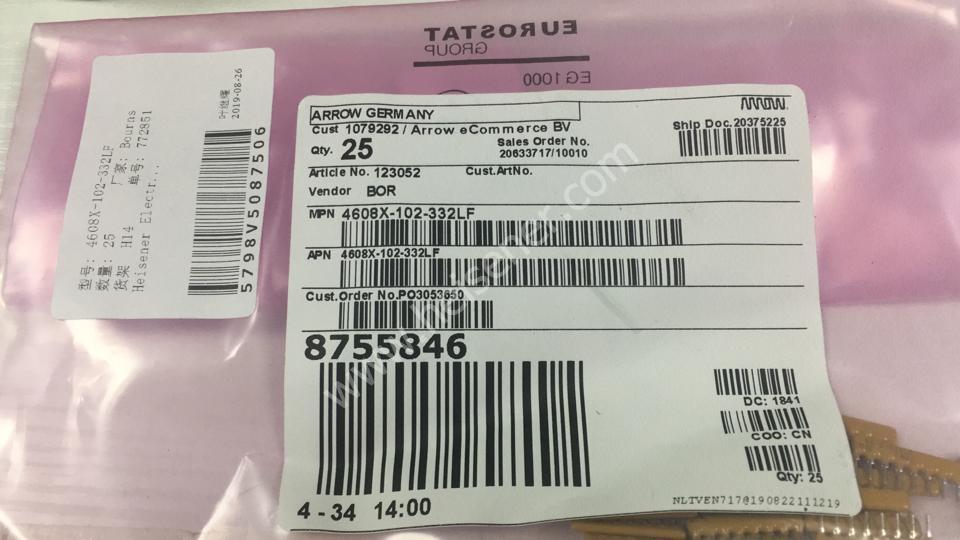 EUROSTAT
GROUP
EG 1000
型号: 4608X-102-332LF
数量: 25 厂家: Bourns
货架 H14 单号: 772851
Heisener Electr...
2019-08-26
5798V5087506
ARROW GERMANY
ARROW
Cust 1079292 / Arrow eCommerce BV
Ship Doc.20375225
Qty. 25
Sales Order No.
20633717/10010
Article No. 123052 Cust.ArtNo.
Vendor BOR
MPN 4608X-102-332LF
APN 4608X-102-332LF
Cust.Order No.PO3053650
8755846
DC: 1841
COO: CN
Qty: 25
4 - 34 14:00
NLTVEN717@190822111219
www.heisener.com